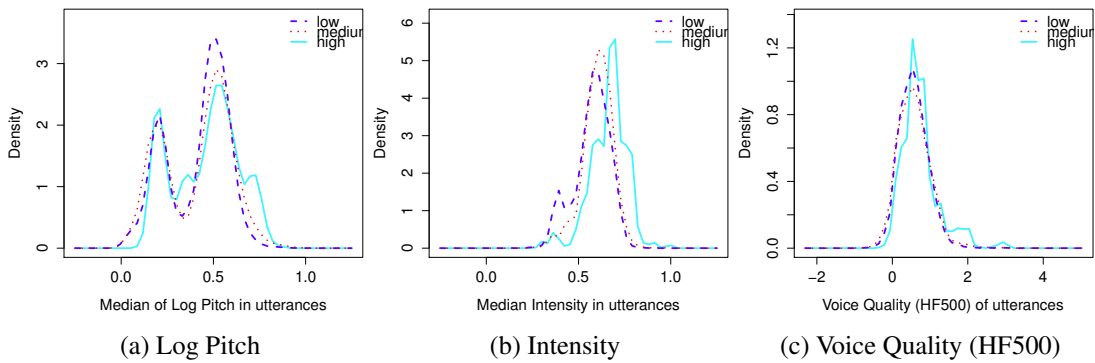 low
medium
high
Density
0 1 2 3
0.0 0.5 1.0
Median of Log Pitch in utterances
(a) Log Pitch
low
medium
high
Density
0 1 2 3 4 5 6
0.0 0.5 1.0
Median Intensity in utterances
(b) Intensity
low
medium
high
Density
0.0 0.4 0.8 1.2
-2 0 2 4
Voice Quality (HF500) of utterances
(c) Voice Quality (HF500)